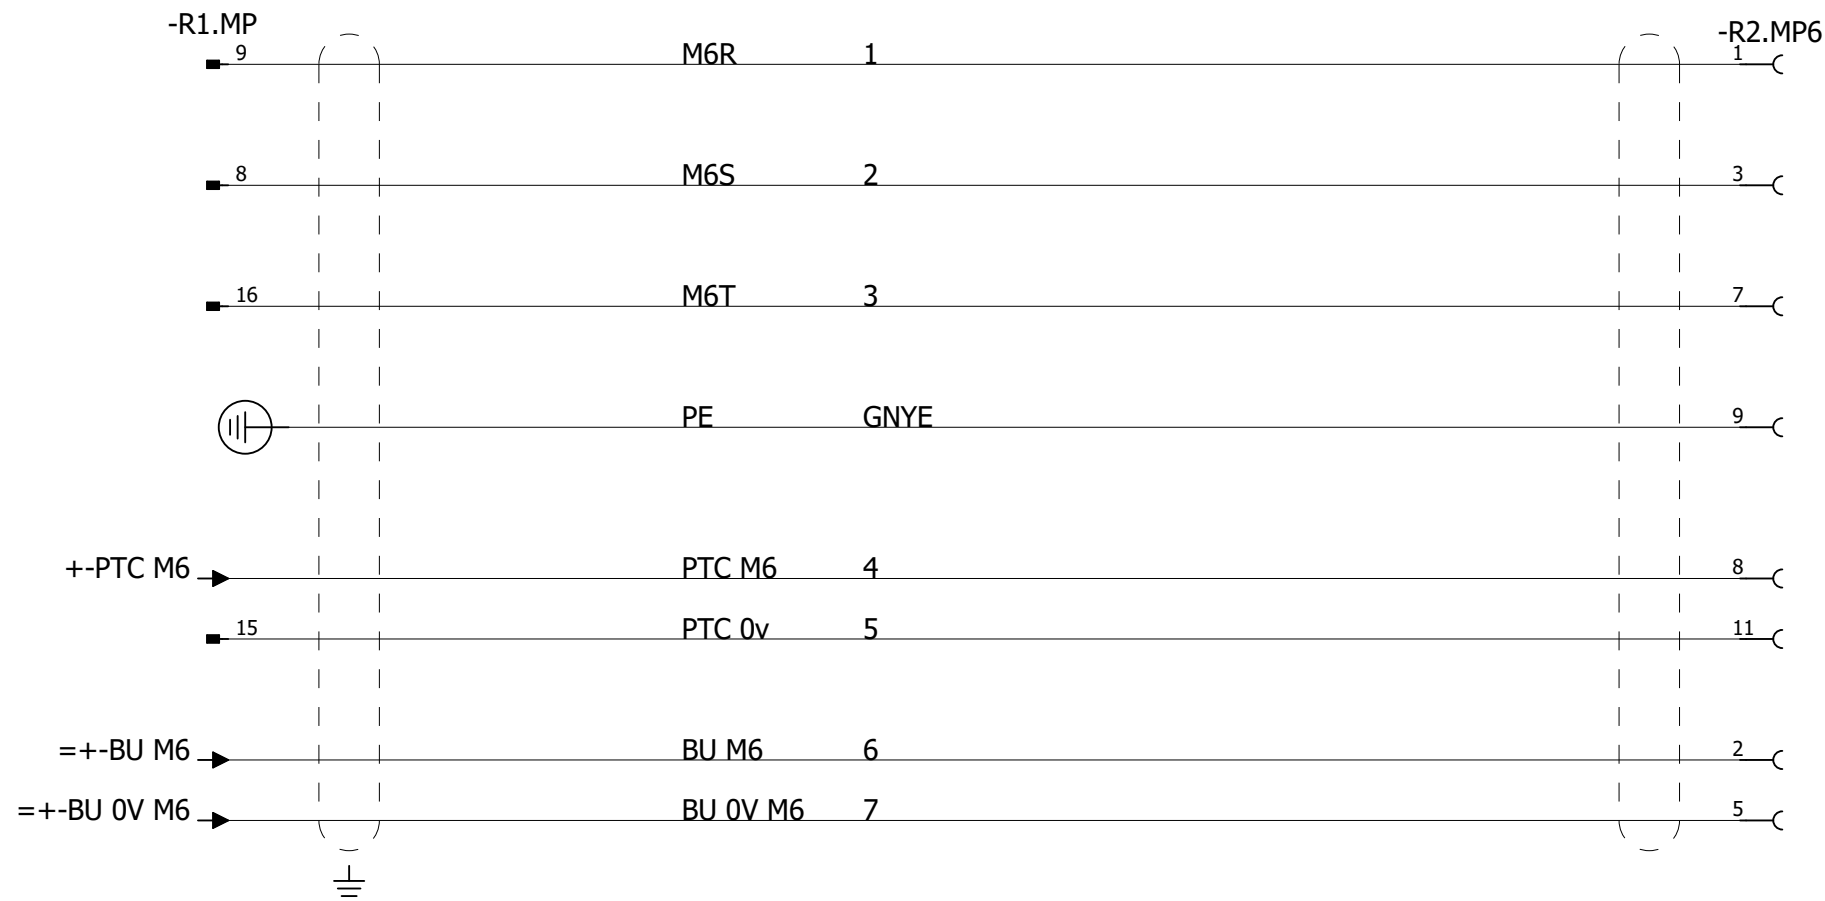 -R1.MP -R2.MP6
9 M6R 1 1
8 M6S 2 3
16 M6T 3 7
PE GNYE 9
+-PTC M6 PTC M6 4 8
15 PTC 0v 5 11
=+-BU M6 BU M6 6 2
=+-BU 0V M6 BU 0V M6 7 5